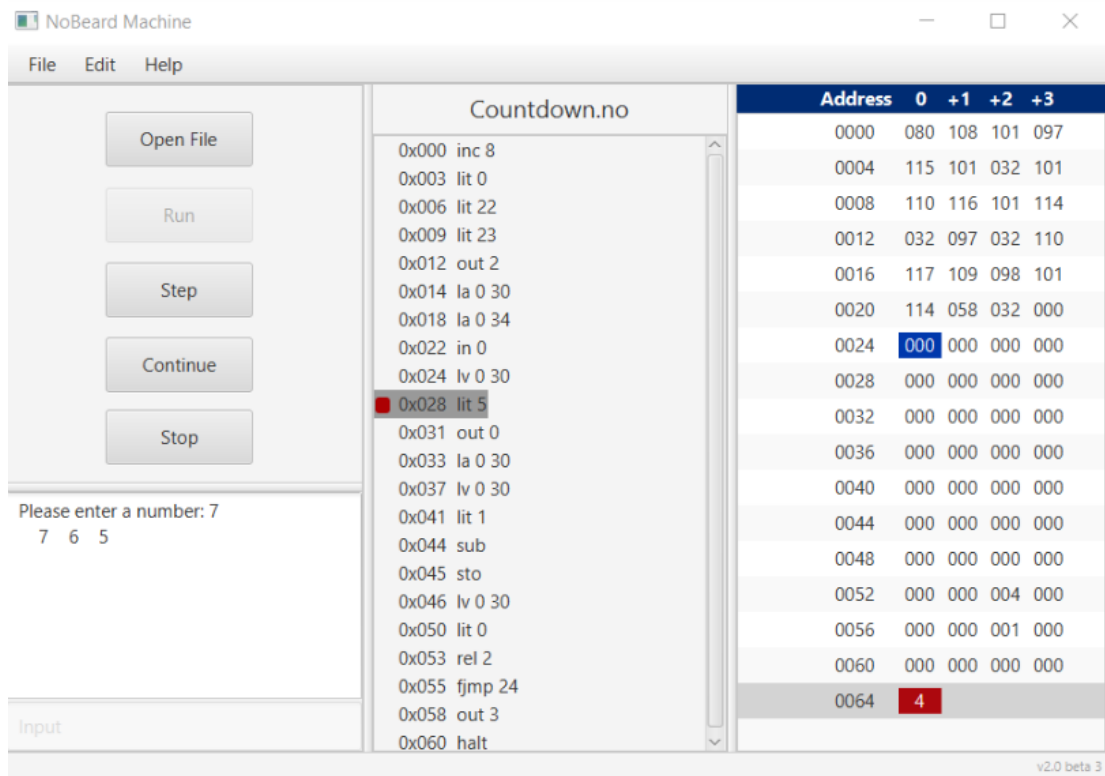 NoBeard Machine
File Edit Help
Open File
Run
Step
Continue
Stop
Please enter a number: 7
7 6 5
Input
Countdown.no
0x000 inc 8
0x003 lit 0
0x006 lit 22
0x009 lit 23
0x012 out 2
0x014 la 0 30
0x018 la 0 34
0x022 in 0
0x024 lv 0 30
0x028 lit 5
0x031 out 0
0x033 la 0 30
0x037 lv 0 30
0x041 lit 1
0x044 sub
0x045 sto
0x046 lv 0 30
0x050 lit 0
0x053 rel 2
0x055 fjmp 24
0x058 out 3
0x060 halt
Address 0 +1 +2 +3
0000 080 108 101 097
0004 115 101 032 101
0008 110 116 101 114
0012 032 097 032 110
0016 117 109 098 101
0020 114 058 032 000
0024 000 000 000 000
0028 000 000 000 000
0032 000 000 000 000
0036 000 000 000 000
0040 000 000 000 000
0044 000 000 000 000
0048 000 000 000 000
0052 000 000 004 000
0056 000 000 001 000
0060 000 000 000 000
0064 4
v2.0 beta 3